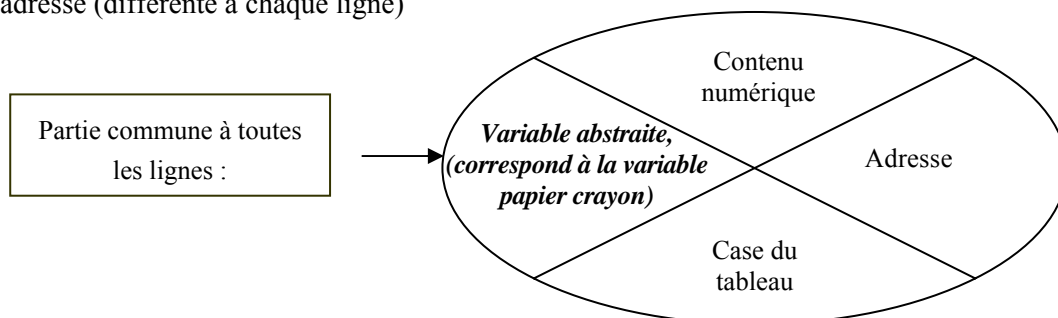 adresse (différente à chaque ligne)
Partie commune à toutes
les lignes :
Contenu
numérique
Variable abstraite,
(correspond à la variable
papier crayon)
Adresse
Case du
tableau